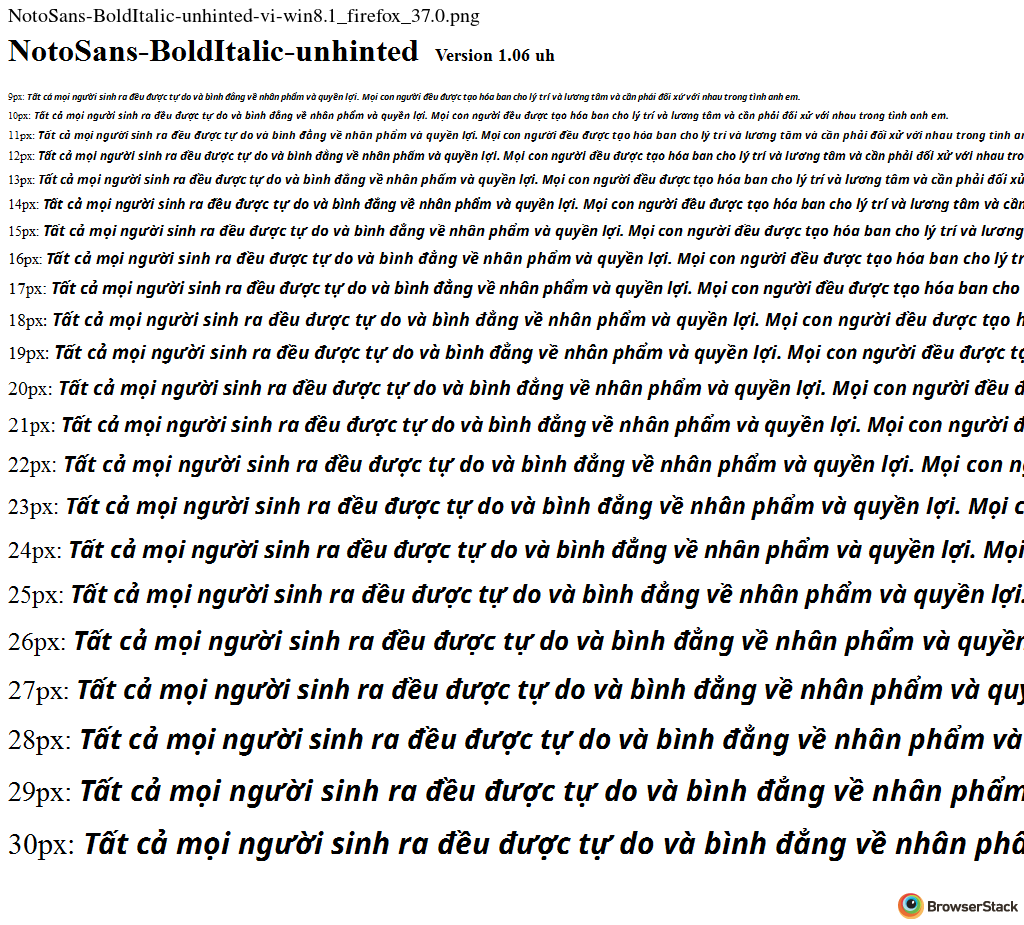 NotoSans-BoldItalic-unhinted-vi-win8.1_firefox_37.0.png
NotoSans-BoldItalic-unhinted Version 1.06 uh
9px: Tất cả mọi người sinh ra đều được tự do và bình đẳng về nhân phẩm và quyền lợi. Mọi con người đều được tạo hóa ban cho lý trí và lương tâm và cần phải đối xử với nhau trong tình anh em.
10px: Tất cả mọi người sinh ra đều được tự do và bình đẳng về nhân phẩm và quyền lợi. Mọi con người đều được tạo hóa ban cho lý trí và lương tâm và cần phải đối xử với nhau trong tình anh em.
11px: Tất cả mọi người sinh ra đều được tự do và bình đẳng về nhân phẩm và quyền lợi. Mọi con người đều được tạo hóa ban cho lý trí và lương tâm và cần phải đối xử với nhau trong tình an
12px: Tất cả mọi người sinh ra đều được tự do và bình đẳng về nhân phẩm và quyền lợi. Mọi con người đều được tạo hóa ban cho lý trí và lương tâm và cần phải đối xử với nhau tro
13px: Tất cả mọi người sinh ra đều được tự do và bình đẳng về nhân phẩm và quyền lợi. Mọi con người đều được tạo hóa ban cho lý trí và lương tâm và cần phải đối xử
14px: Tất cả mọi người sinh ra đều được tự do và bình đẳng về nhân phẩm và quyền lợi. Mọi con người đều được tạo hóa ban cho lý trí và lương tâm và cần
15px: Tất cả mọi người sinh ra đều được tự do và bình đẳng về nhân phẩm và quyền lợi. Mọi con người đều được tạo hóa ban cho lý trí và lương
16px: Tất cả mọi người sinh ra đều được tự do và bình đẳng về nhân phẩm và quyền lợi. Mọi con người đều được tạo hóa ban cho lý tr
17px: Tất cả mọi người sinh ra đều được tự do và bình đẳng về nhân phẩm và quyền lợi. Mọi con người đều được tạo hóa ban cho
18px: Tất cả mọi người sinh ra đều được tự do và bình đẳng về nhân phẩm và quyền lợi. Mọi con người đều được tạo h
19px: Tất cả mọi người sinh ra đều được tự do và bình đẳng về nhân phẩm và quyền lợi. Mọi con người đều được tạ
20px: Tất cả mọi người sinh ra đều được tự do và bình đẳng về nhân phẩm và quyền lợi. Mọi con người đều đ
21px: Tất cả mọi người sinh ra đều được tự do và bình đẳng về nhân phẩm và quyền lợi. Mọi con người đ
22px: Tất cả mọi người sinh ra đều được tự do và bình đẳng về nhân phẩm và quyền lợi. Mọi con ng
23px: Tất cả mọi người sinh ra đều được tự do và bình đẳng về nhân phẩm và quyền lợi. Mọi c
24px: Tất cả mọi người sinh ra đều được tự do và bình đẳng về nhân phẩm và quyền lợi. Mọi
25px: Tất cả mọi người sinh ra đều được tự do và bình đẳng về nhân phẩm và quyền lợi.
26px: Tất cả mọi người sinh ra đều được tự do và bình đẳng về nhân phẩm và quyền
27px: Tất cả mọi người sinh ra đều được tự do và bình đẳng về nhân phẩm và quy
28px: Tất cả mọi người sinh ra đều được tự do và bình đẳng về nhân phẩm và
29px: Tất cả mọi người sinh ra đều được tự do và bình đẳng về nhân phẩm
30px: Tất cả mọi người sinh ra đều được tự do và bình đẳng về nhân phẩ
BrowserStack